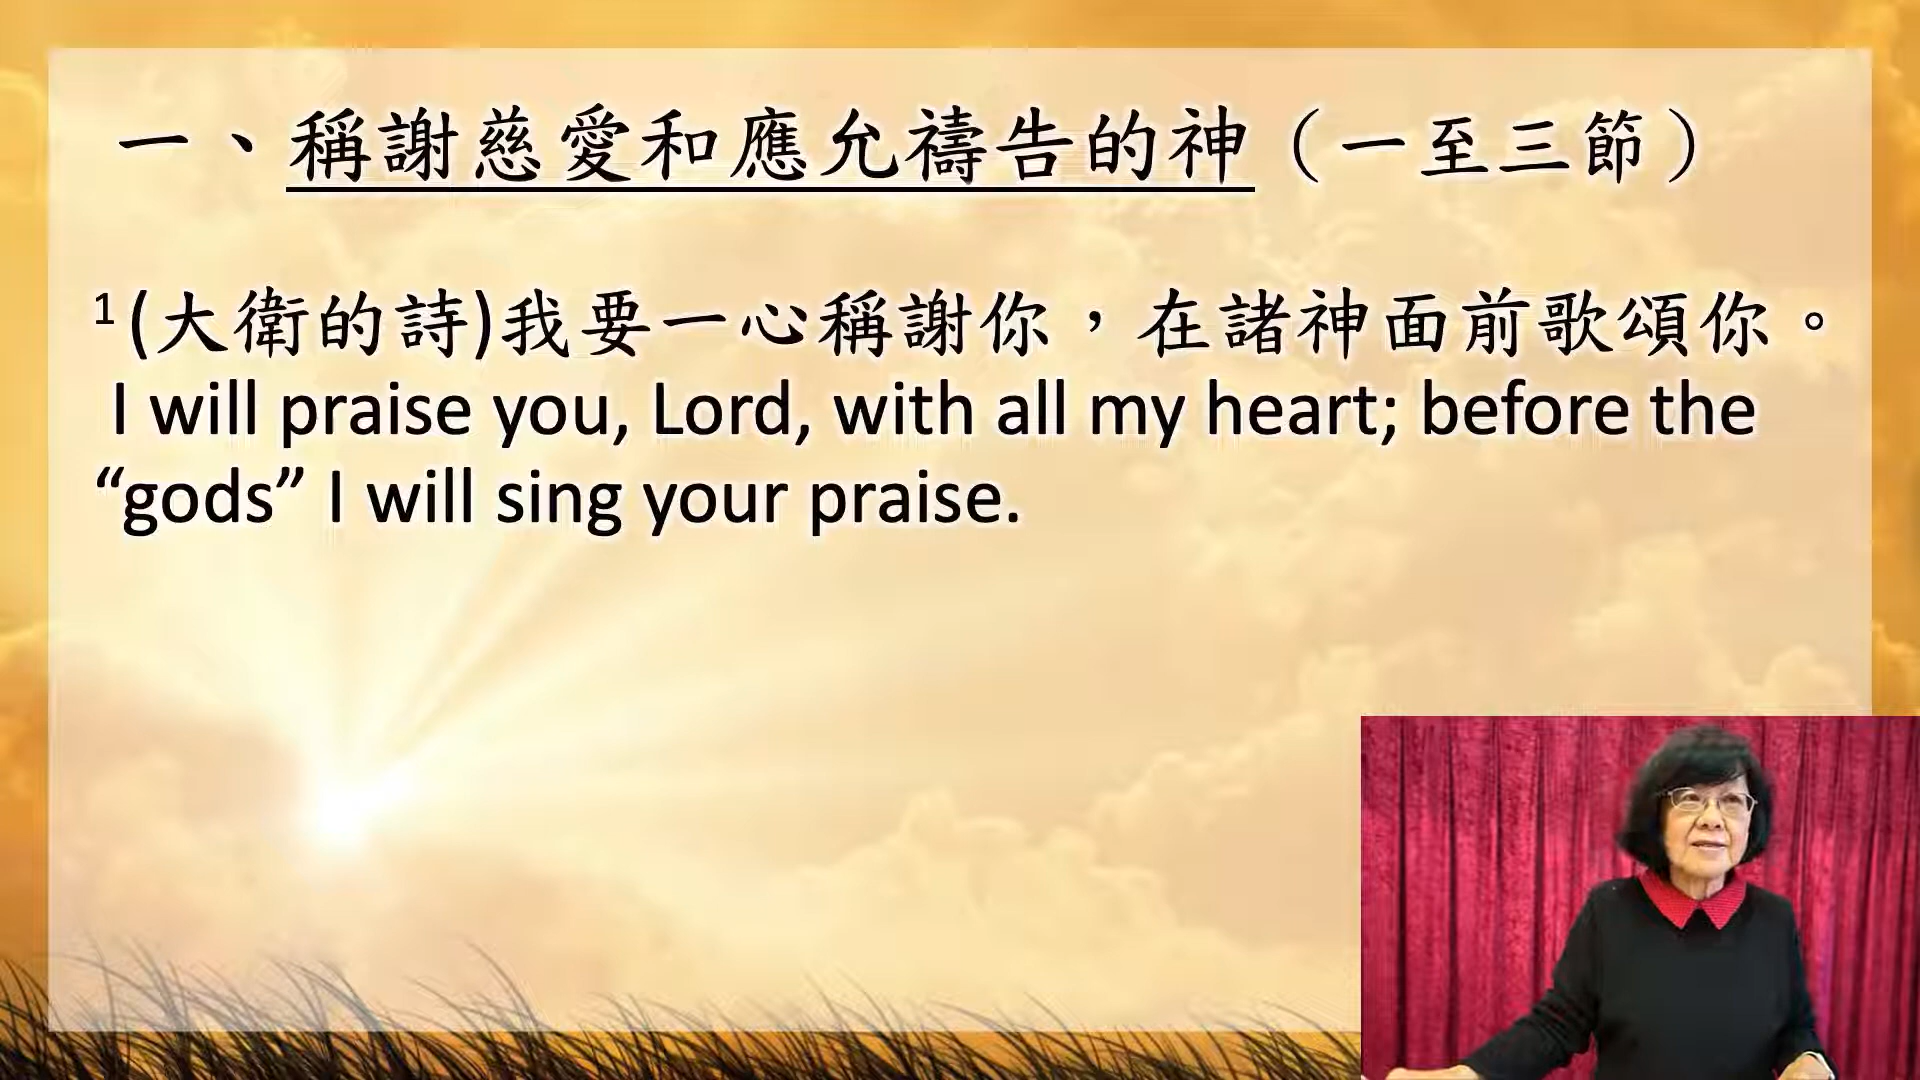 一、稱謝慈愛和應允禱告的神（一至三節）
1 (大衛的詩)我要一心稱謝你，在諸神面前歌頌你。
I will praise you, Lord, with all my heart; before the
“gods” I will sing your praise.